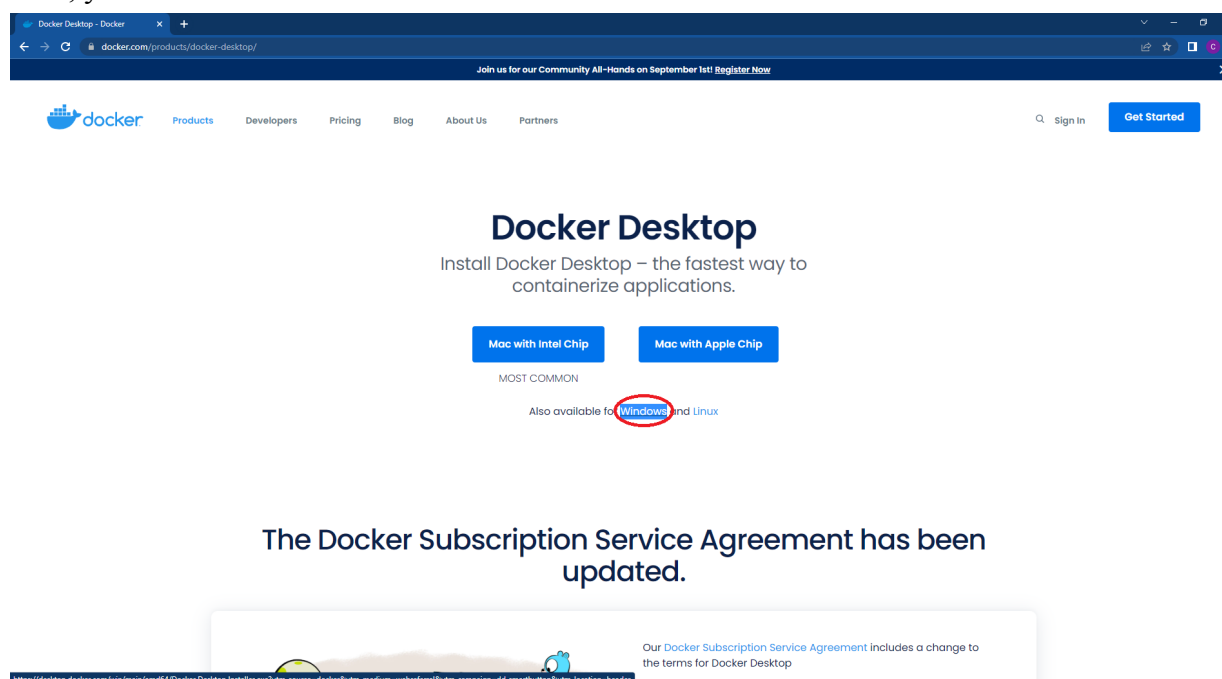 Docker Desktop - Docker
docker.com/products/docker-desktop/
C
Join us for our Community All-Hands on September 1st! Register Now
docker Products Developers Pricing Blog About Us Partners Sign In Get Started
Docker Desktop
Install Docker Desktop – the fastest way to
containerize applications.
Mac with Intel Chip Mac with Apple Chip
MOST COMMON
Also available fo Windows and Linux
The Docker Subscription Service Agreement has been
updated.
Our Docker Subscription Service Agreement includes a change to
the terms for Docker Desktop